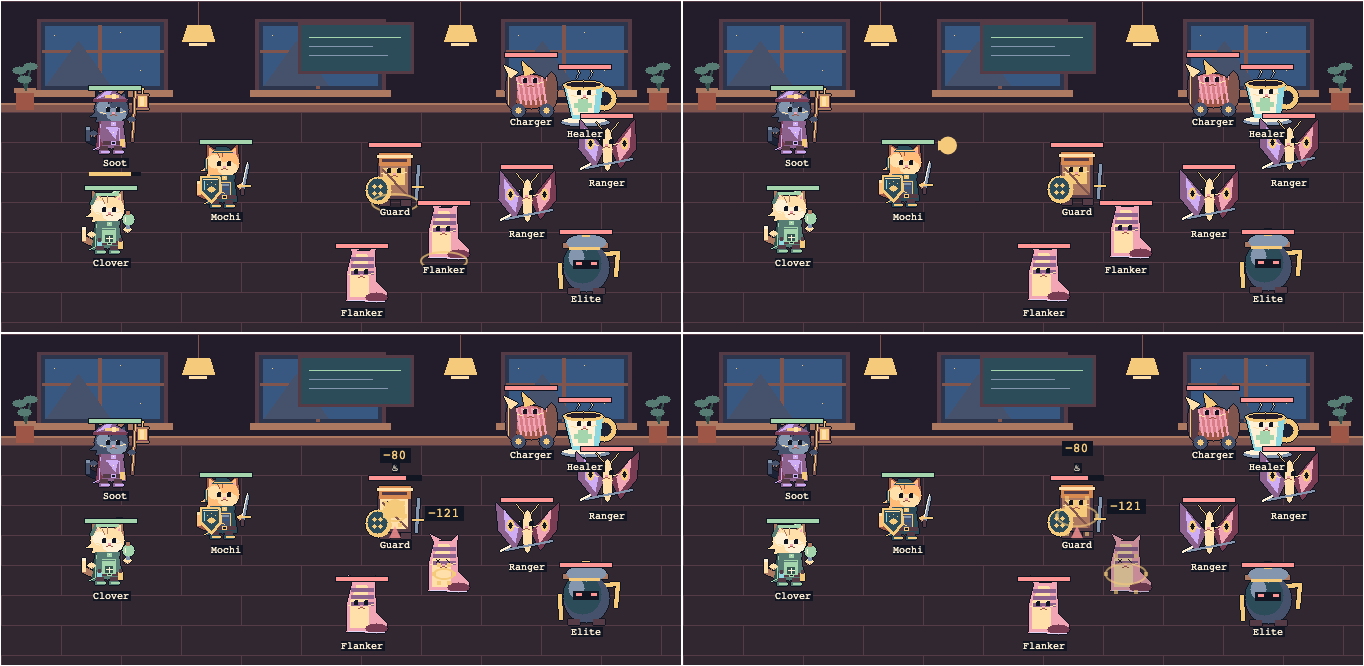 Charger
Healer
Soot
Ranger
Mochi
Guard
Ranger
Clover
Flanker
Elite
Flanker
Charger
Healer
Soot
Ranger
Mochi
Guard
Ranger
Clover
Flanker
Elite
Flanker
-80
Charger
Healer
Soot
-121
Ranger
Mochi
Guard
Ranger
Clover
Elite
Flanker
-80
Charger
Healer
Soot
-121
Ranger
Mochi
Guard
Ranger
Clover
Elite
Flanker